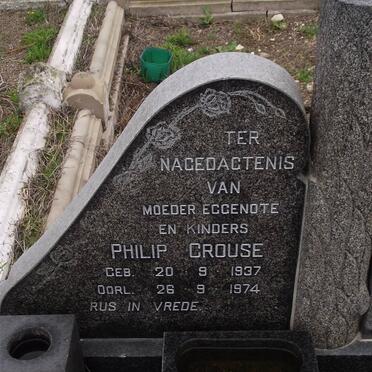 TER
NAGEDAGTENIS
VAN
MOEDER EGGENOTE
EN KINDERS
PHILIP CROUSE
GEB. 20 9 1937
OORL. 26 9 1974
RUS IN VREDE.